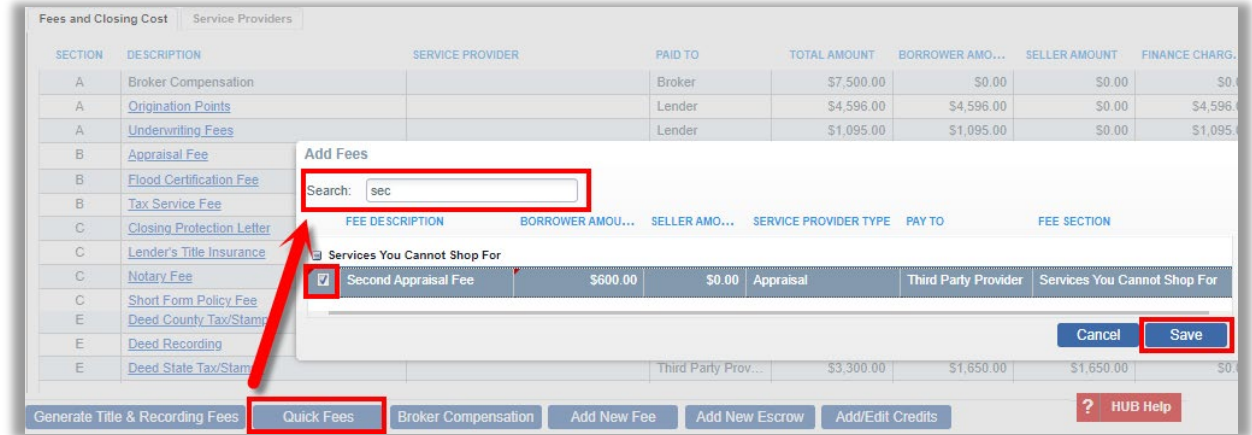 Fees and Closing Cost Service Providers
SECTION DESCRIPTION SERVICE PROVIDER PAID TO TOTAL AMOUNT BORROWER AMO... SELLER AMOUNT FINANCE CHARG.
A Broker Compensation Broker $7,500.00 $0.00 $0.00 $0.
A Origination Points Lender $4,596.00 $4,596.00 $0.00 $4,596.
A Underwriting Fees Lender $1,095.00 $1,095.00 $0.00 $1,095.
B Appraisal Fee
Add Fees
B Flood Certification Fee
Search: sec
B Tax Service Fee
C Closing Protection Letter
FEE DESCRIPTION BORROWER AMOU... SELLER AMO... SERVICE PROVIDER TYPE PAY TO FEE SECTION
C Lender's Title Insurance
Services You Cannot Shop For
C Notary Fee
Second Appraisal Fee $600.00 $0.00 Appraisal Third Party Provider Services You Cannot Shop For
C Short Form Policy Fee
E Deed County Tax/Stamp
E Deed Recording
Cancel Save
E Deed State Tax/Stam Third Party Prov... $3,300.00 $1,650.00 $1,650.00 $0.
Generate Title & Recording Fees Quick Fees Broker Compensation Add New Fee Add New Escrow Add/Edit Credits ? HUB Help